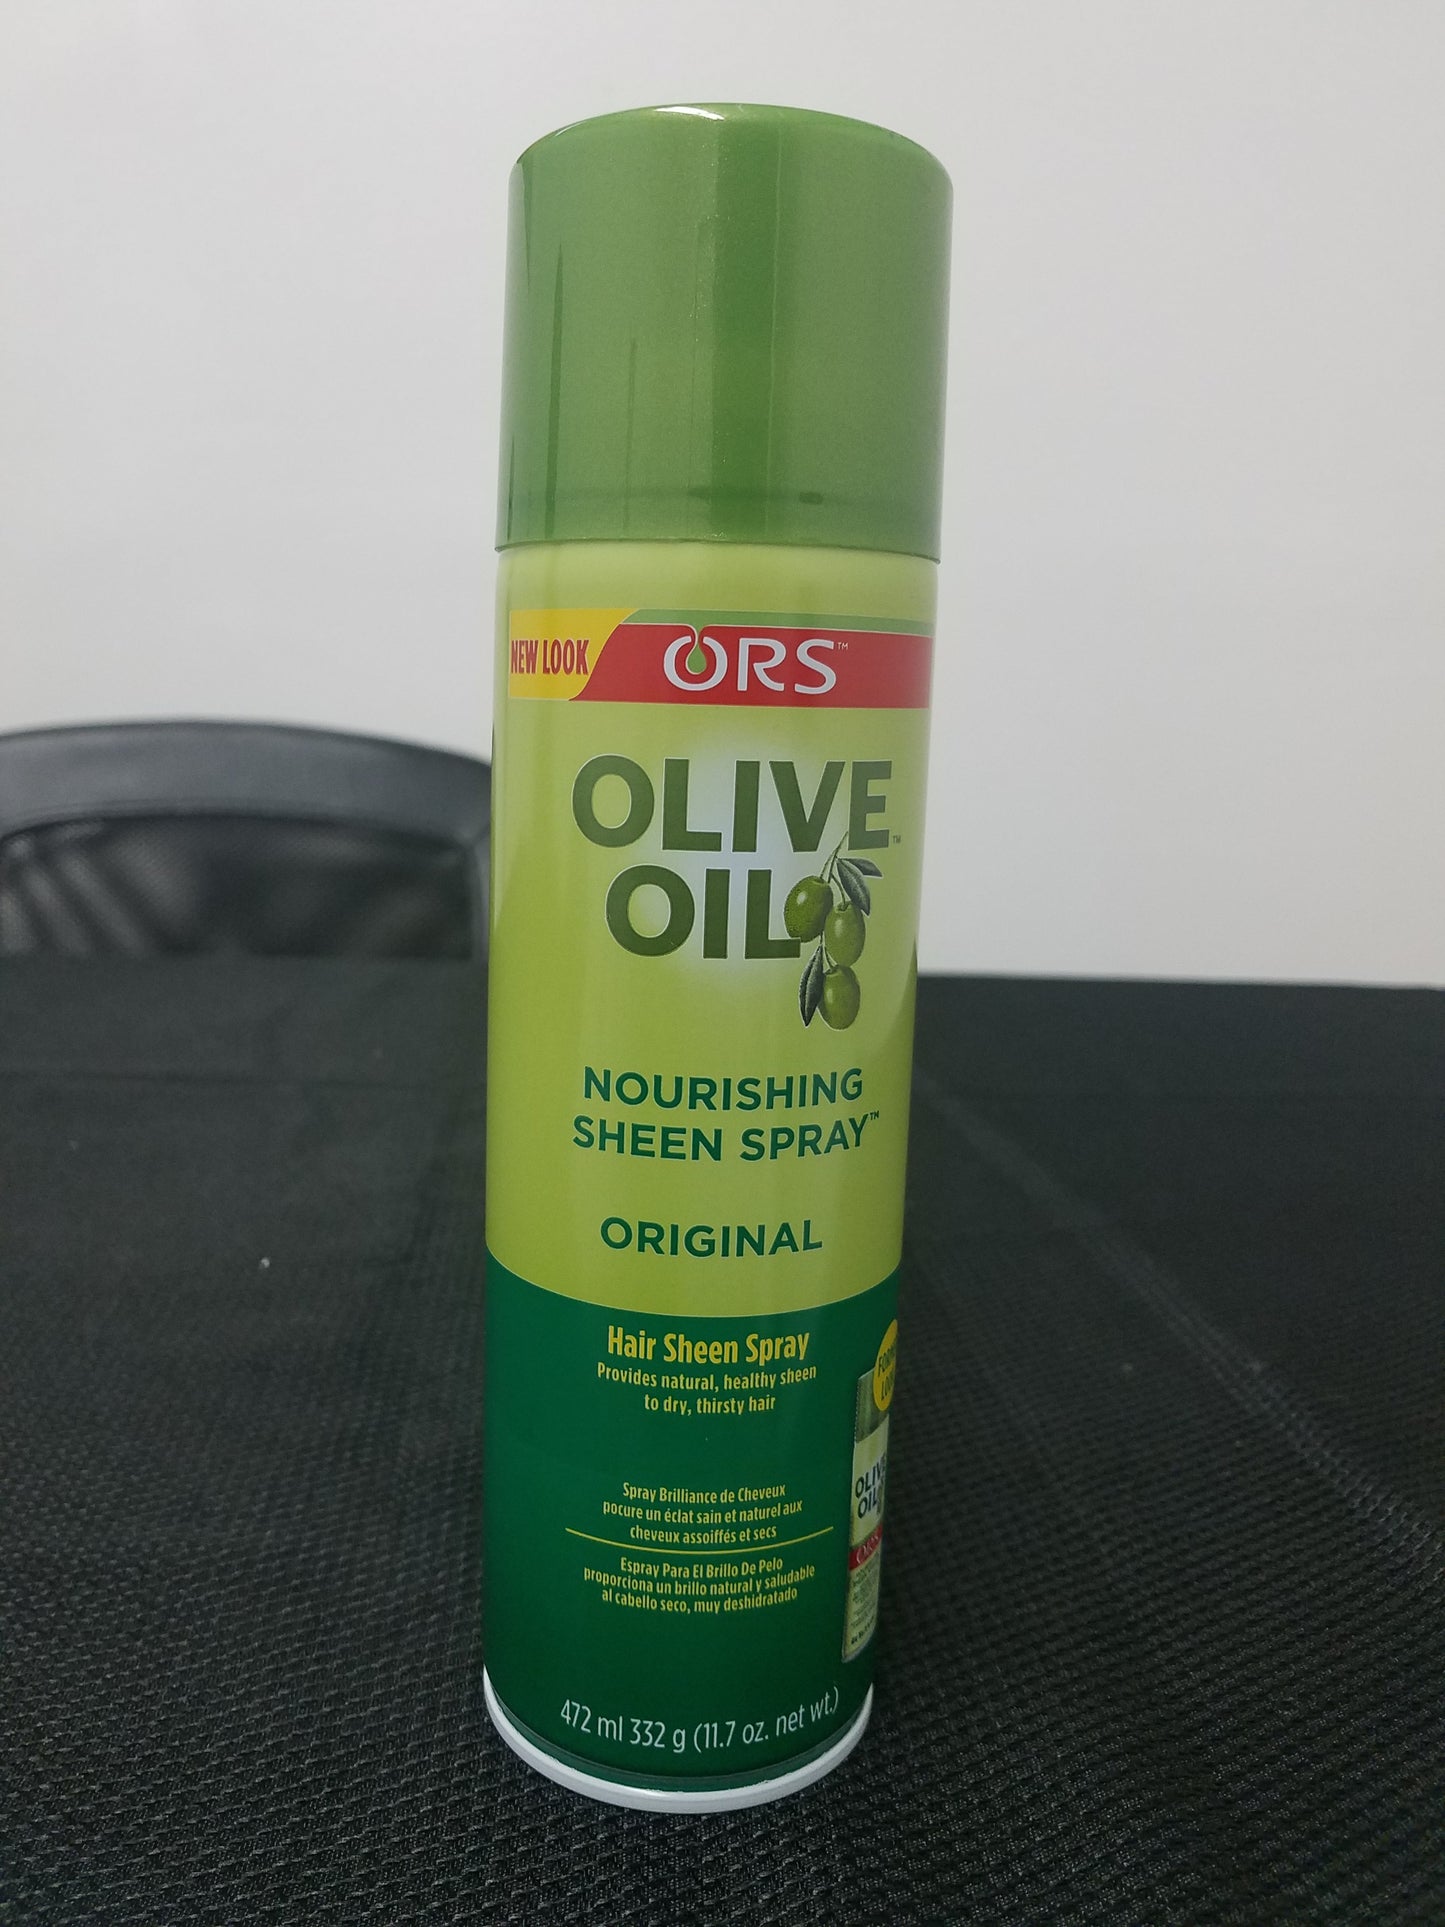 NEW LOOK
ORS™
OLIVE
OIL™
NOURISHING
SHEEN SPRAY™
ORIGINAL
Hair Sheen Spray
Provides natural, healthy sheen
to dry, thirsty hair
Spray Brilliance de Cheveux
pocure un éclat sain et naturel aux
cheveux assoiffés et secs
Espray Para El Brillo De Pelo
proporciona un brillo natural y saludable
al cabello seco, muy deshidratado
OLIVE
OIL
ORS
472 ml 332 g (11.7 oz. net wt.)